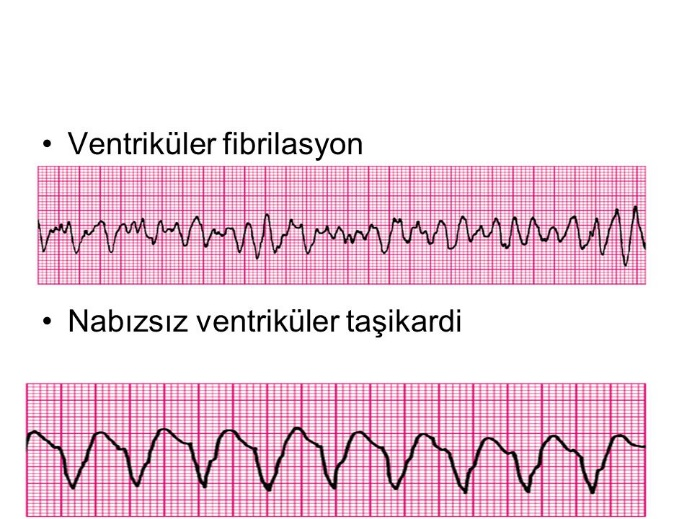 • Ventriküler fibrilasyon
• Nabızsız ventriküler taşikardi